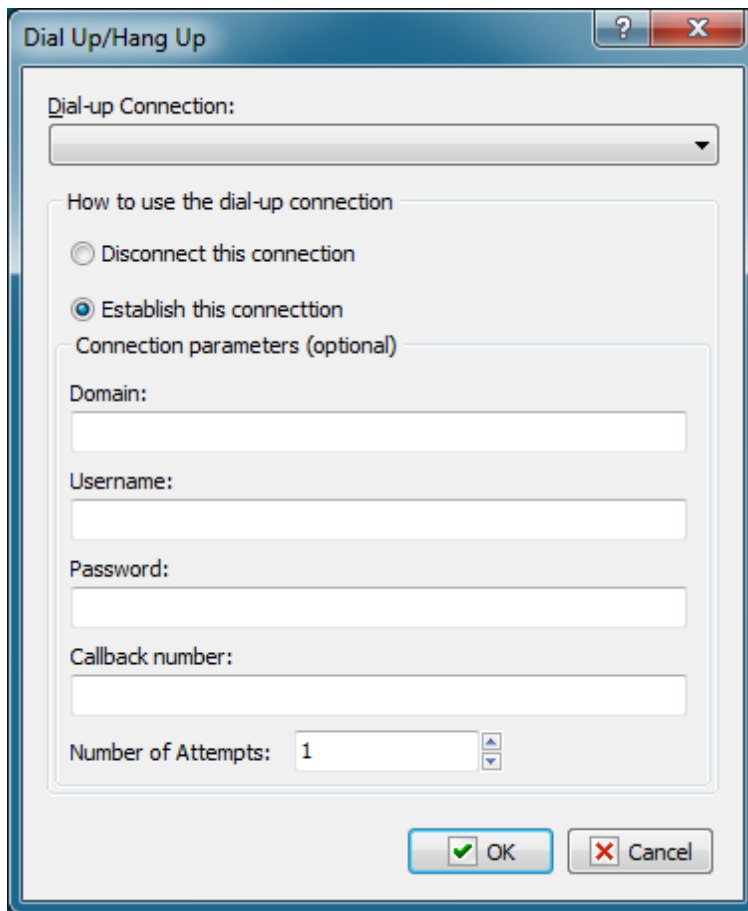 Dial Up/Hang Up
?
Dial-up Connection:
How to use the dial-up connection
Disconnect this connection
Establish this connecttion
Connection parameters (optional)
Domain:
Username:
Password:
Callback number:
Number of Attempts: 1
OK Cancel